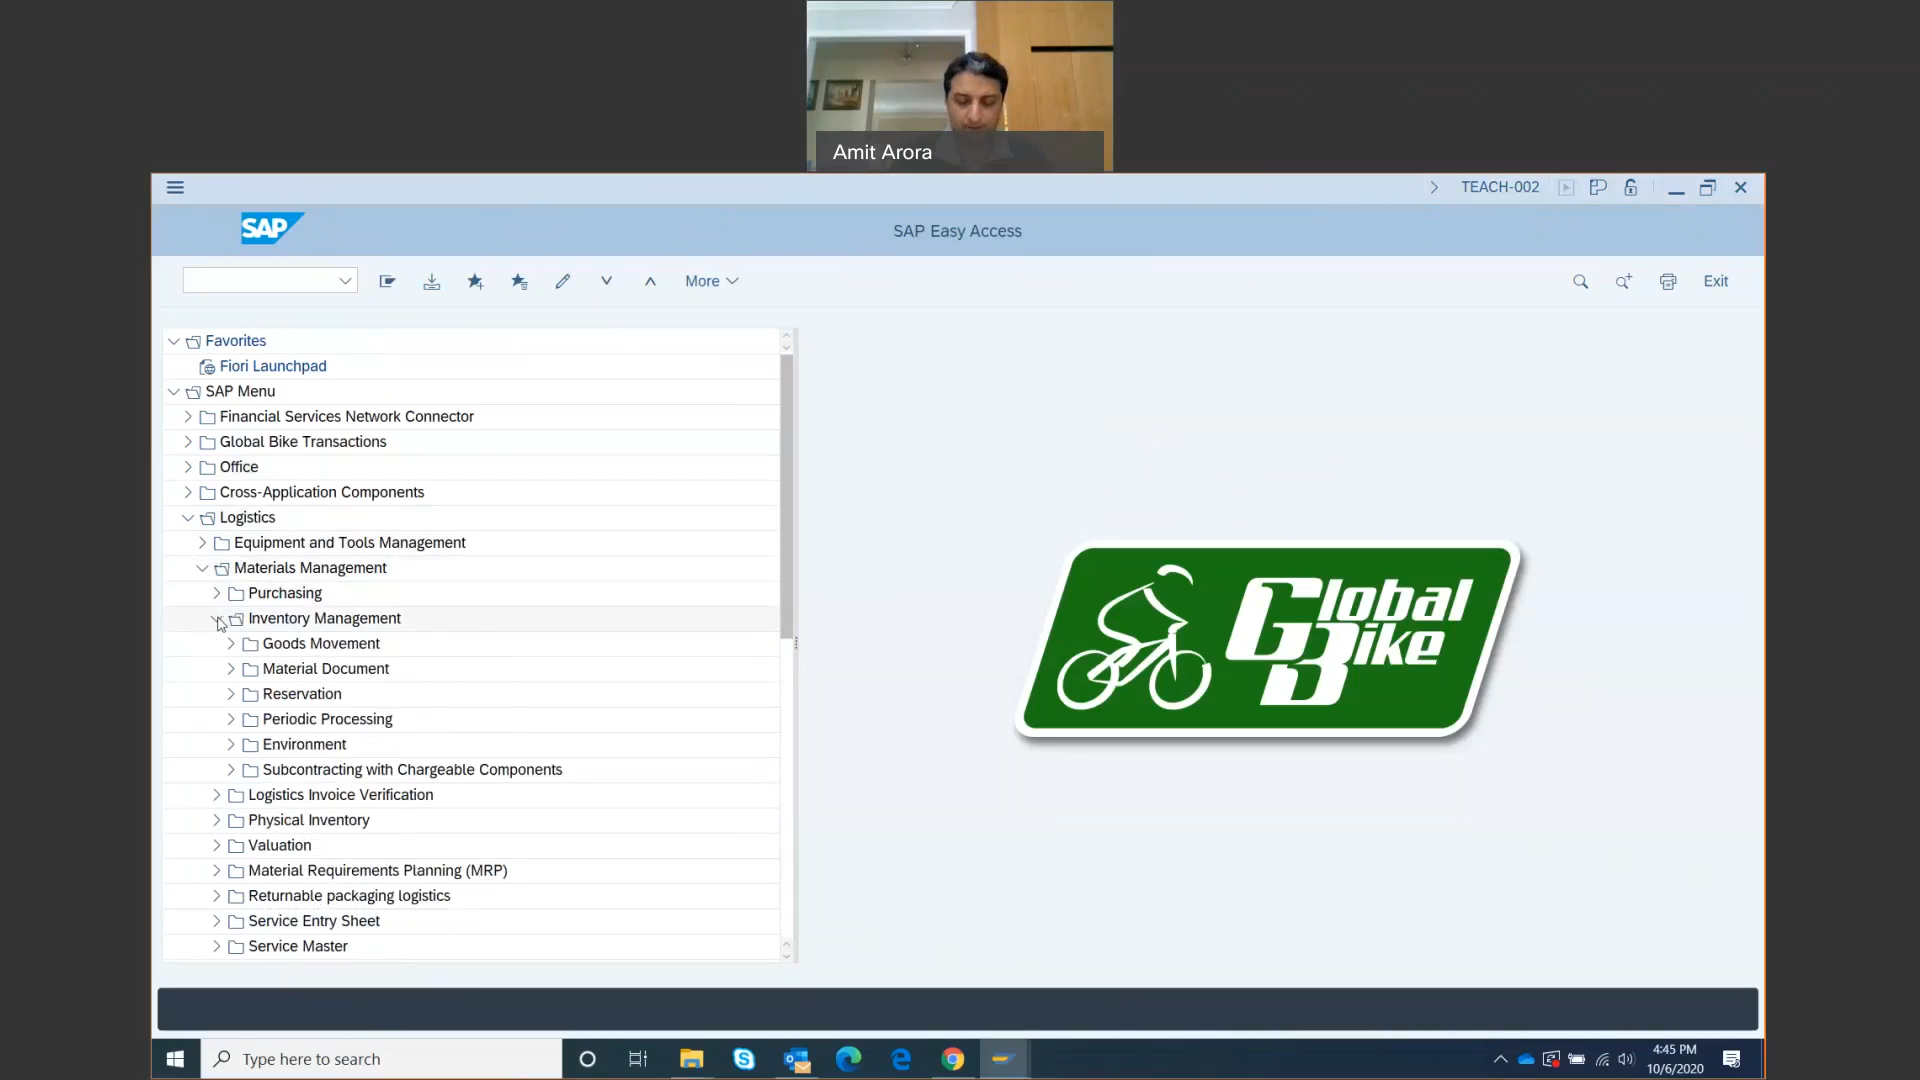 Amit Arora
TEACH-002
SAP
SAP Easy Access
More
Exit
Favorites
Fiori Launchpad
SAP Menu
Financial Services Network Connector
Global Bike Transactions
Office
Cross-Application Components
Logistics
Equipment and Tools Management
Materials Management
Purchasing
Inventory Management
Goods Movement
Material Document
Reservation
Periodic Processing
Environment
Subcontracting with Chargeable Components
Logistics Invoice Verification
Physical Inventory
Valuation
Material Requirements Planning (MRP)
Returnable packaging logistics
Service Entry Sheet
Service Master
Global
Bike
Type here to search
4:45 PM
10/6/2020